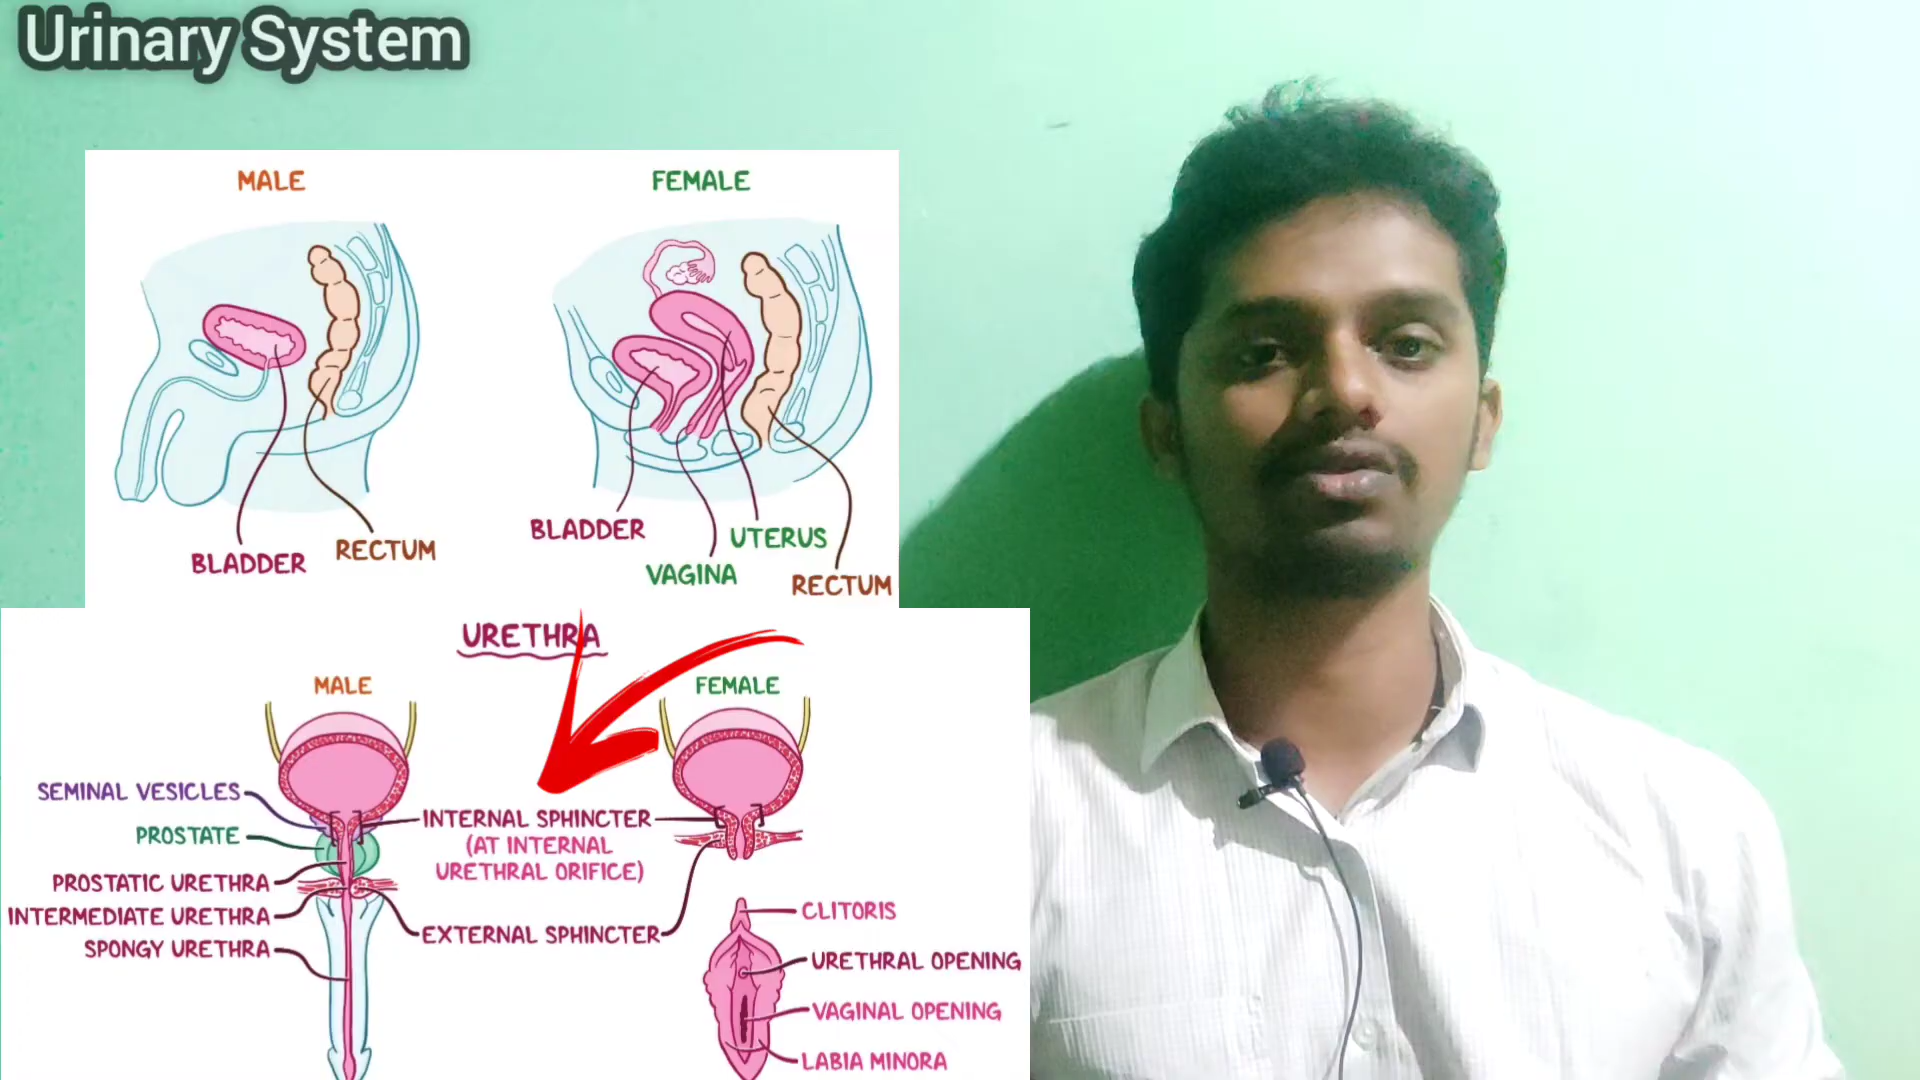 Urinary System
MALE
FEMALE
BLADDER
RECTUM
BLADDER
UTERUS
VAGINA
RECTUM
URETHRA
MALE
FEMALE
SEMINAL VESICLES
PROSTATE
PROSTATIC URETHRA
INTERMEDIATE URETHRA
SPONGY URETHRA
INTERNAL SPHINCTER
(AT INTERNAL
URETHRAL ORIFICE)
EXTERNAL SPHINCTER
CLITORIS
URETHRAL OPENING
VAGINAL OPENING
LABIA MINORA